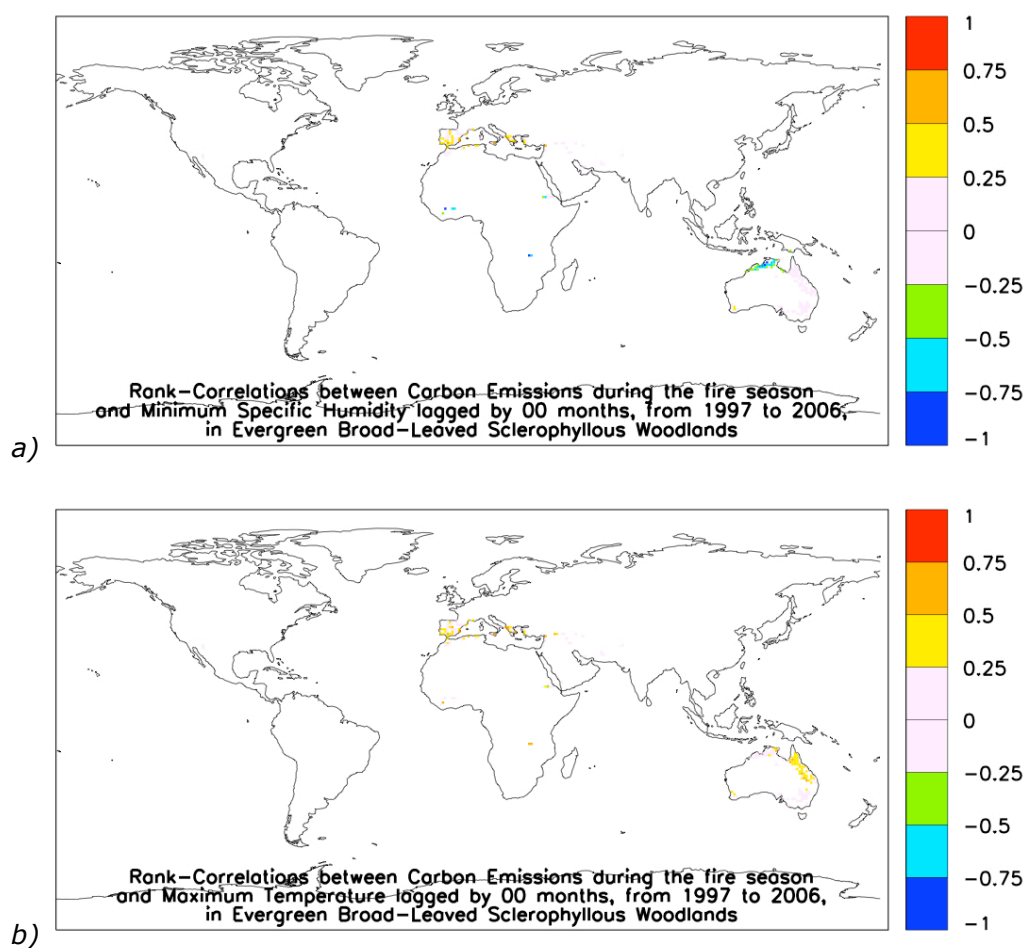 1
0.75
0.5
0.25
0
−0.25
−0.5
−0.75
−1
Rank−Correlations between Carbon Emissions during the fire season
and Minimum Specific Humidity lagged by 00 months, from 1997 to 2006,
in Evergreen Broad−Leaved Sclerophyllous Woodlands
a)
1
0.75
0.5
0.25
0
−0.25
−0.5
−0.75
−1
Rank−Correlations between Carbon Emissions during the fire season
and Maximum Temperature lagged by 00 months, from 1997 to 2006,
in Evergreen Broad−Leaved Sclerophyllous Woodlands
b)